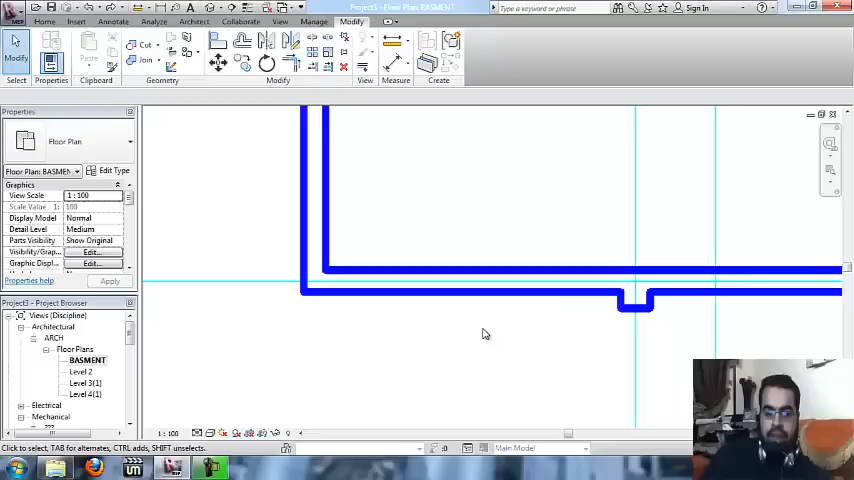 Project3 - Floor Plan: BASMENT
Type a keyword or phrase
Sign In
MEP
Home
Insert
Annotate
Analyze
Architect
Collaborate
View
Manage
Modify
Modify
Cut
Join
Paste
Select
Properties
Clipboard
Geometry
Modify
View
Measure
Create
Properties
Floor Plan
Floor Plan: BASMEN
Edit Type
Graphics
View Scale
1 : 100
Scale Value 1:
100
Display Model
Normal
Detail Level
Medium
Parts Visibility
Show Original
Visibility/Grap...
Edit...
Graphic Displ...
Edit...
Properties help
Apply
Project3 - Project Browser
Views (Discipline)
Architectural
ARCH
Floor Plans
BASMENT
Level 2
Level 3(1)
Level 4(1)
Electrical
Mechanical
???
1 : 100
Click to select, TAB for alternates, CTRL adds, SHIFT unselects.
:0
Main Model